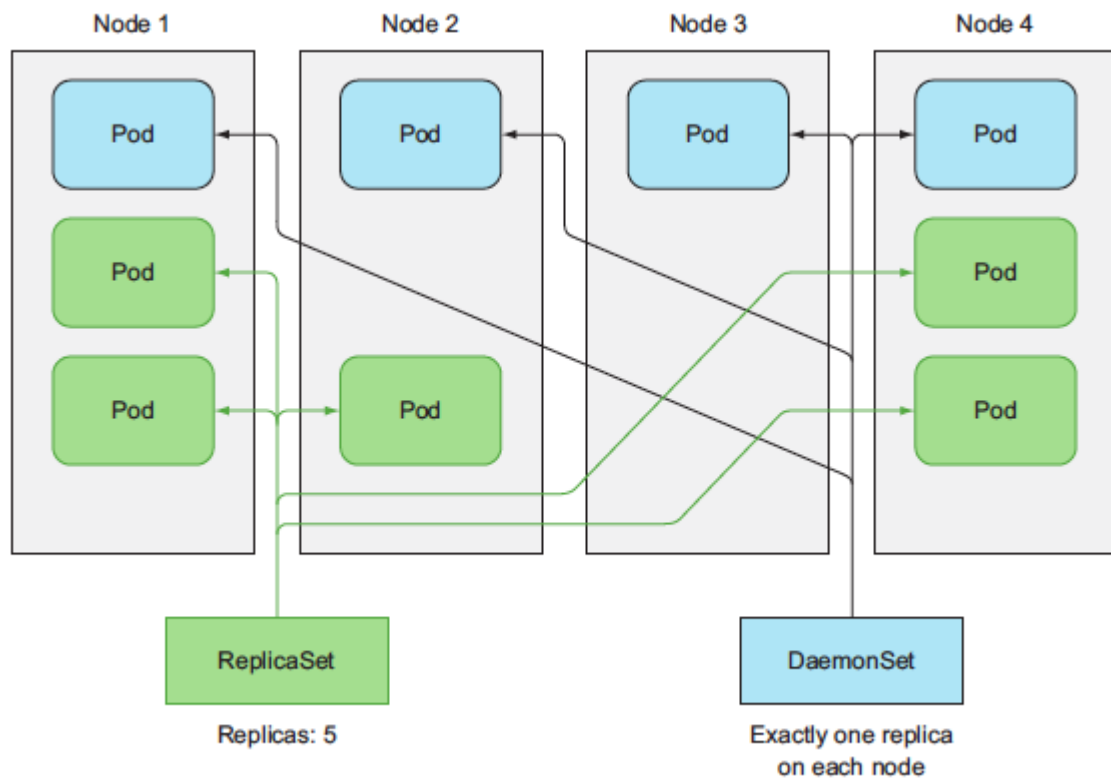 Node 1
Node 2
Node 3
Node 4
Pod
Pod
Pod
Pod
Pod
Pod
Pod
Pod
Pod
ReplicaSet
DaemonSet
Replicas: 5
Exactly one replica
on each node